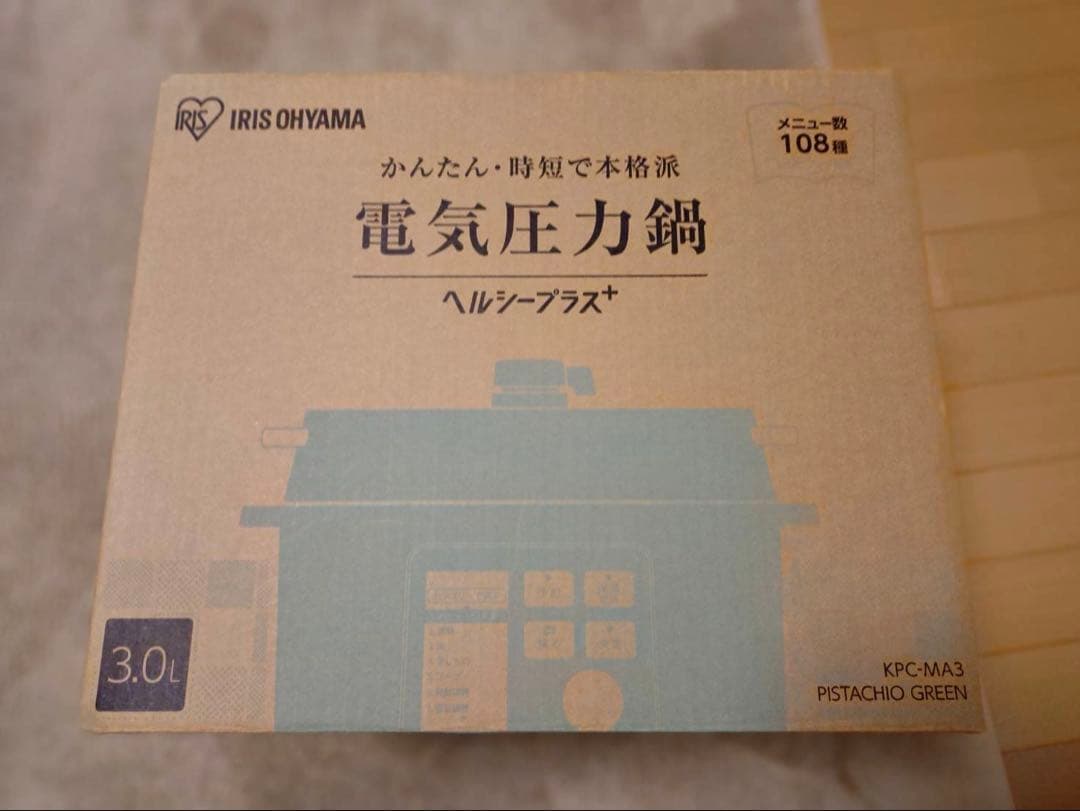 IRIS IRIS OHYAMA
メニュー数
108種
かんたん・時短で本格派
電気圧力鍋
ヘルシープラス+
3.0L
KPC-MA3
PISTACHIO GREEN